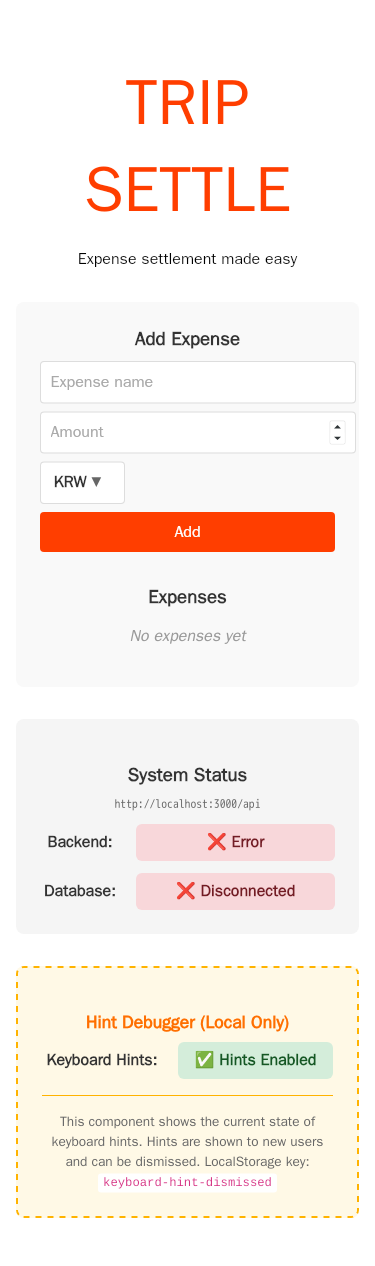 TRIP
SETTLE
Expense settlement made easy
Add Expense
Expense name
Amount
KRW ▼
Add
Expenses
No expenses yet
System Status
http://localhost:3000/api
Backend: ❌ Error
Database: ❌ Disconnected
Hint Debugger (Local Only)
Keyboard Hints: ✅ Hints Enabled
This component shows the current state of
keyboard hints. Hints are shown to new users
and can be dismissed. LocalStorage key:
keyboard-hint-dismissed